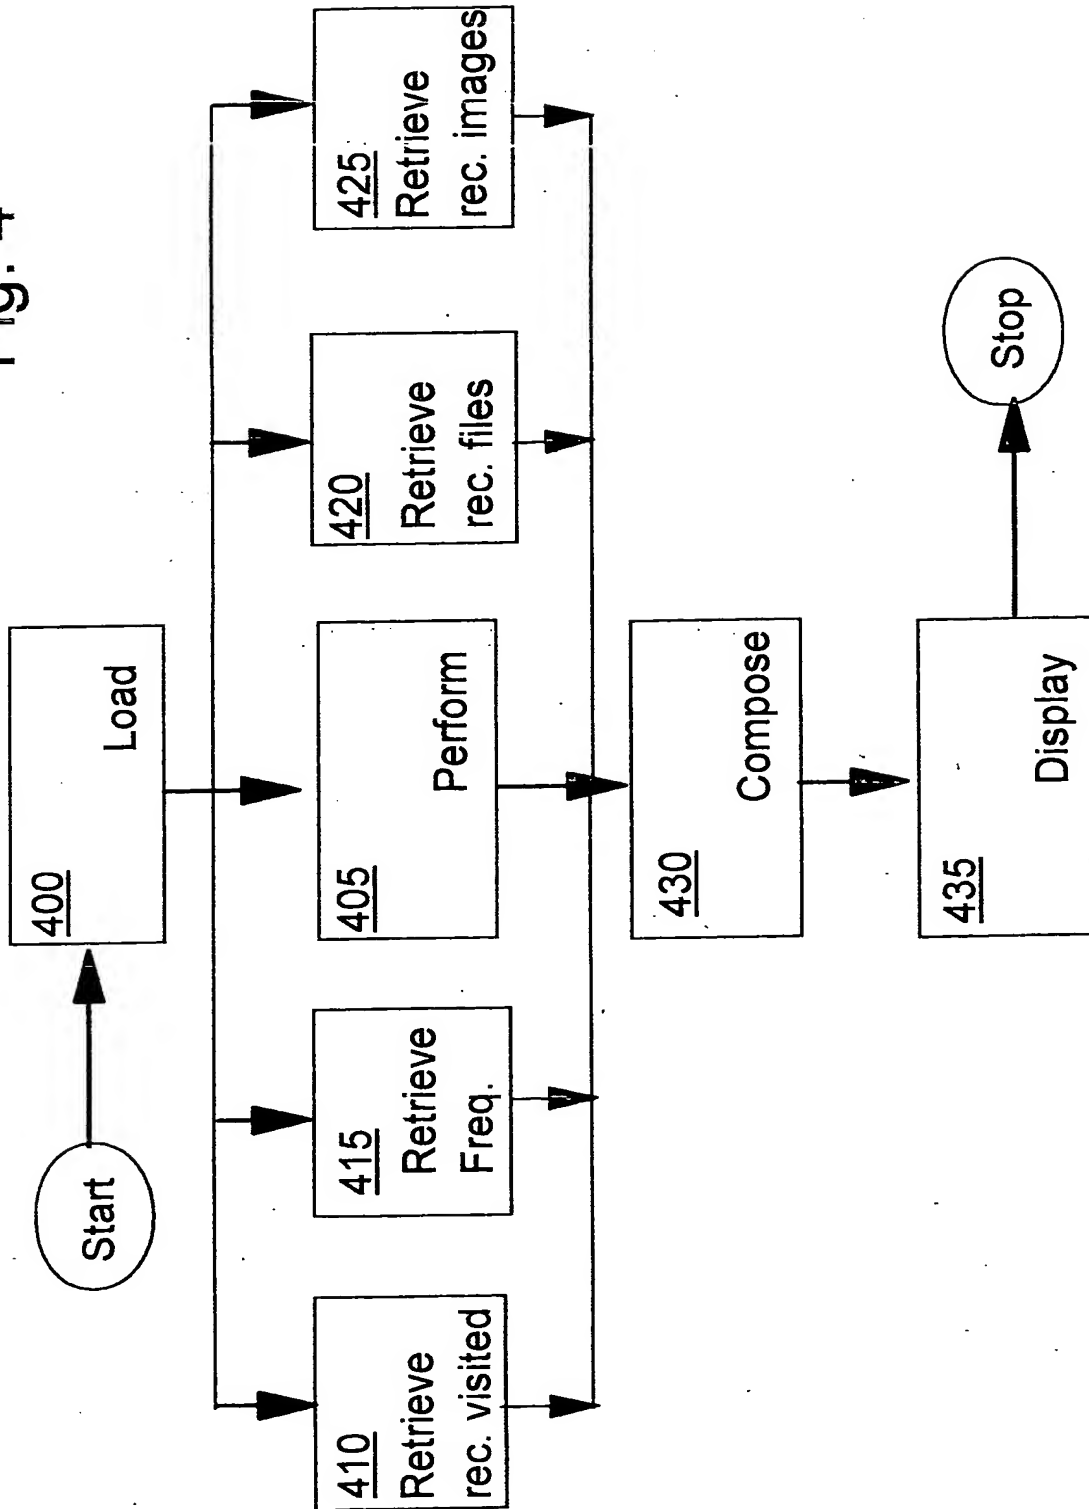 Fig. 4
Start
400
Load
410
Retrieve
rec. visited
415
Retrieve
Freq.
405
Perform
420
Retrieve
rec. files
425
Retrieve
rec. images
430
Compose
435
Display
Stop